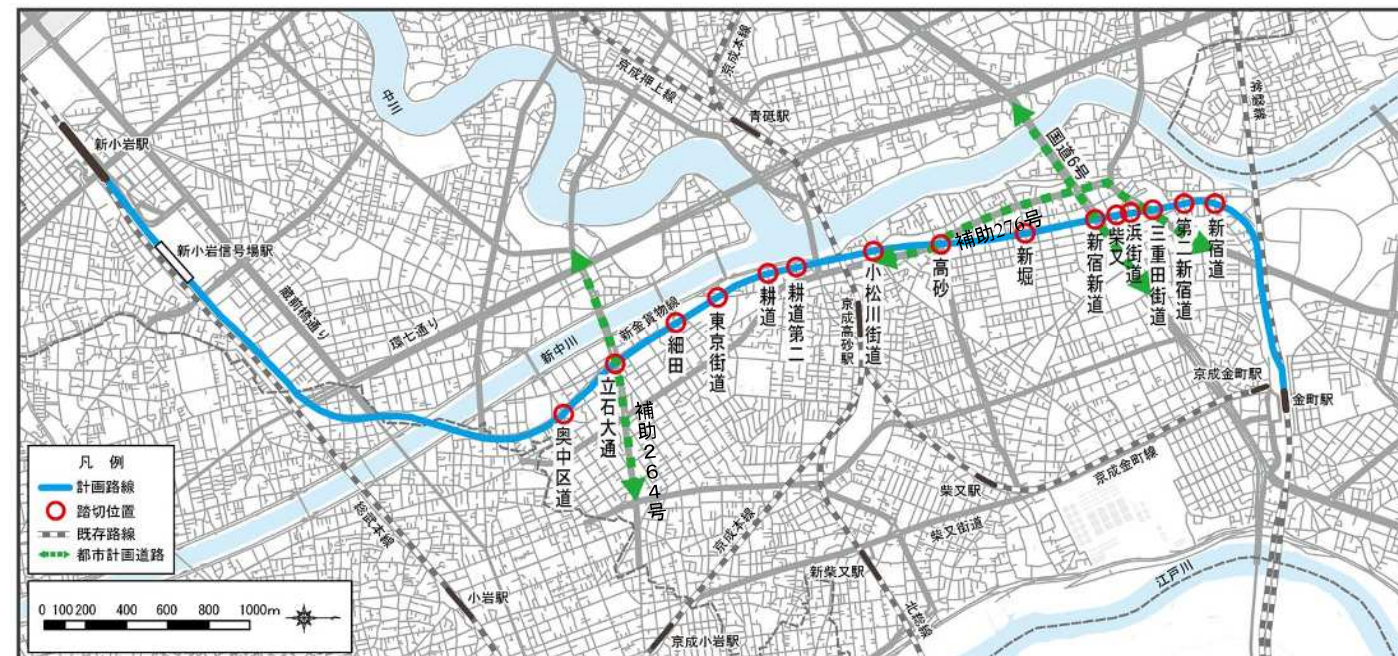 新小岩駅
新小岩信号場駅
蔵前橋通り
環七通り
中川
京成押上線
京成本線
青砥駅
国道6号
常磐線
新中川
新金貨物線
奥中区道
立石大通
細田
東京街道
耕道
耕道第二
小松川街道
高砂
補助276号
新堀
新宿新道
柴又
浜街道
三重田街道
第二新宿道
新宿道
補助264号
京成高砂駅
京成金町駅
金町駅
京成金町線
柴又駅
柴又街道
新柴又駅
京成本線
北総線
江戸川
総武本線
小岩駅
京成小岩駅
凡 例
計画路線
踏切位置
既存路線
都市計画道路
0 100 200 400 600 800 1000m